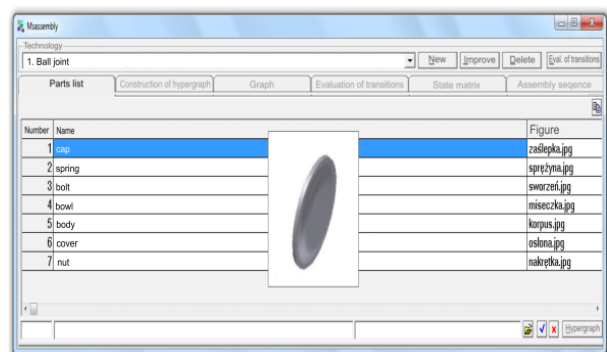 Msassembly
Technology
1. Ball joint
New Improve Delete Eval. of transitions
Parts list Construction of hypergraph Graph Evaluation of transitions State matrix Assembly seqence
Number Name Figure
1 cap zaślepka.jpg
2 spring sprężyna.jpg
3 bolt sworzeń.jpg
4 bowl miseczka.jpg
5 body korpus.jpg
6 cover osłona.jpg
7 nut nakrętka.jpg
Hypergraph